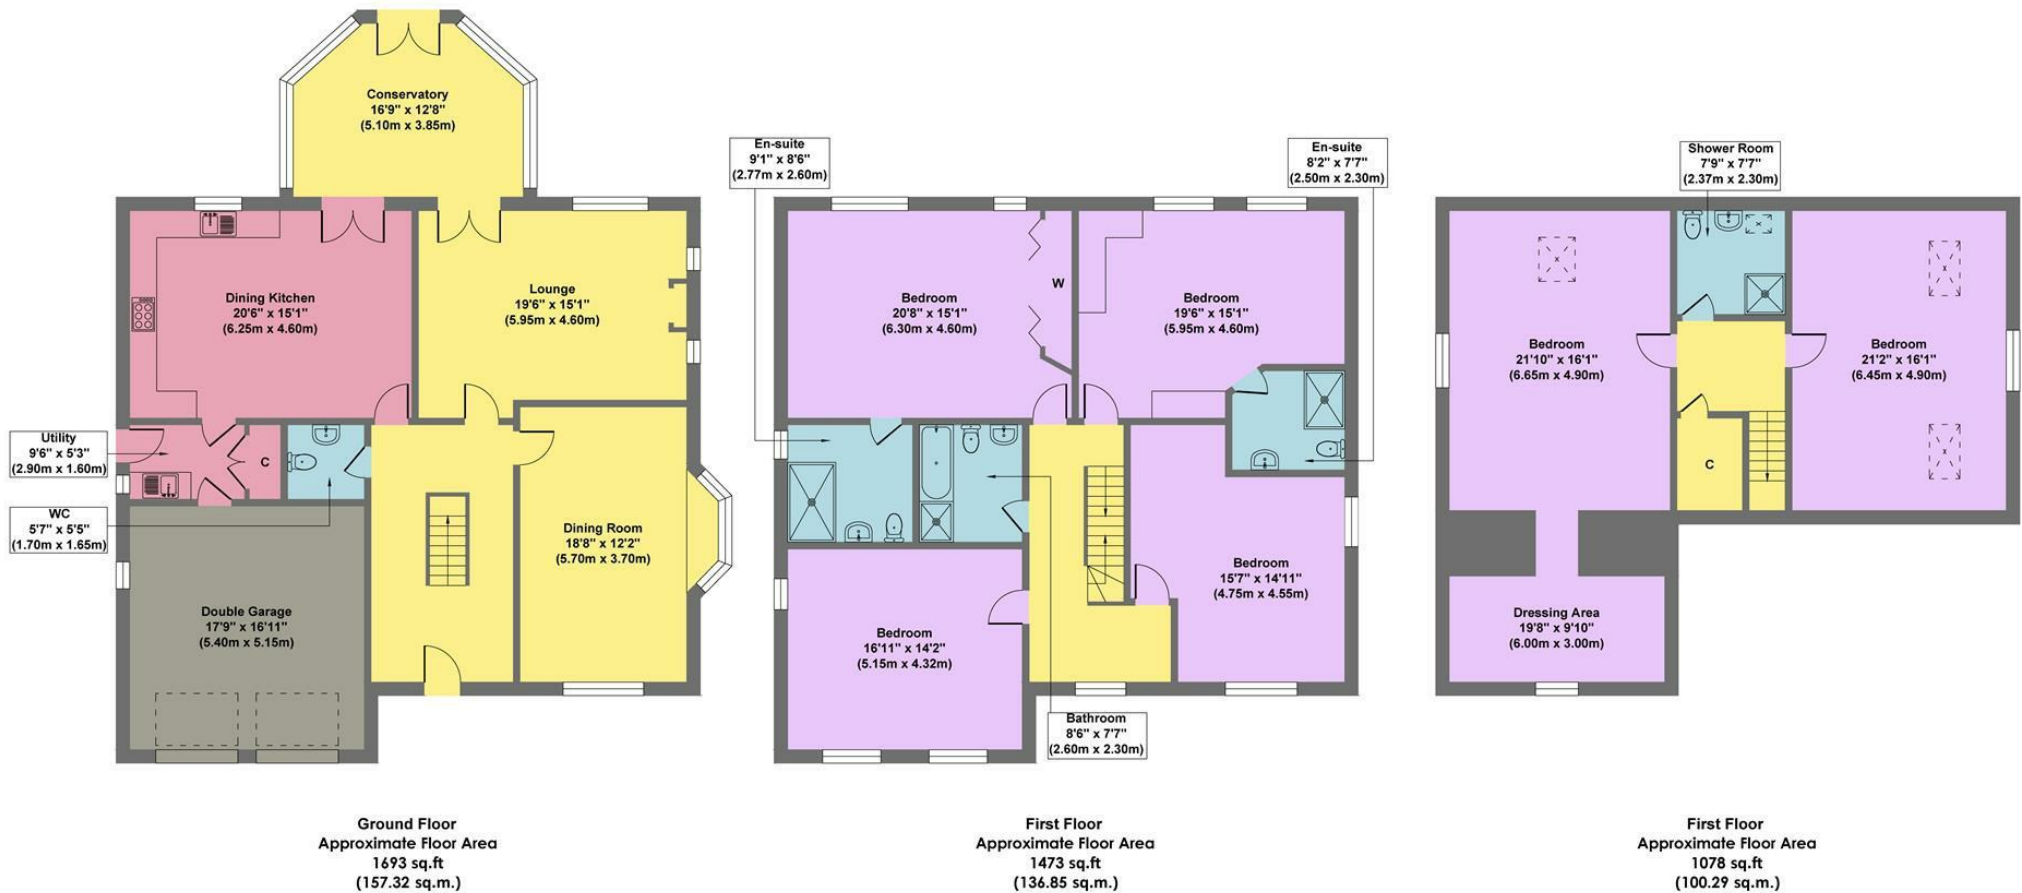 Conservatory
16'9" x 12'8"
(5.10m x 3.85m)
Dining Kitchen
20'6" x 15'1"
(6.25m x 4.60m)
Lounge
19'6" x 15'1"
(5.95m x 4.60m)
Utility
9'6" x 5'3"
(2.90m x 1.60m)
C
WC
5'7" x 5'5"
(1.70m x 1.65m)
Dining Room
18'8" x 12'2"
(5.70m x 3.70m)
Double Garage
17'9" x 16'11"
(5.40m x 5.15m)
Ground Floor
Approximate Floor Area
1693 sq.ft
(157.32 sq.m.)
En-suite
9'1" x 8'6"
(2.77m x 2.60m)
En-suite
8'2" x 7'7"
(2.50m x 2.30m)
W
Bedroom
20'8" x 15'1"
(6.30m x 4.60m)
Bedroom
19'6" x 15'1"
(5.95m x 4.60m)
Bedroom
15'7" x 14'11"
(4.75m x 4.55m)
Bedroom
16'11" x 14'2"
(5.15m x 4.32m)
Bathroom
8'6" x 7'7"
(2.60m x 2.30m)
First Floor
Approximate Floor Area
1473 sq.ft
(136.85 sq.m.)
Shower Room
7'9" x 7'7"
(2.37m x 2.30m)
x
x
x
x
Bedroom
21'10" x 16'1"
(6.65m x 4.90m)
Bedroom
21'2" x 16'1"
(6.45m x 4.90m)
C
Dressing Area
19'8" x 9'10"
(6.00m x 3.00m)
First Floor
Approximate Floor Area
1078 sq.ft
(100.29 sq.m.)